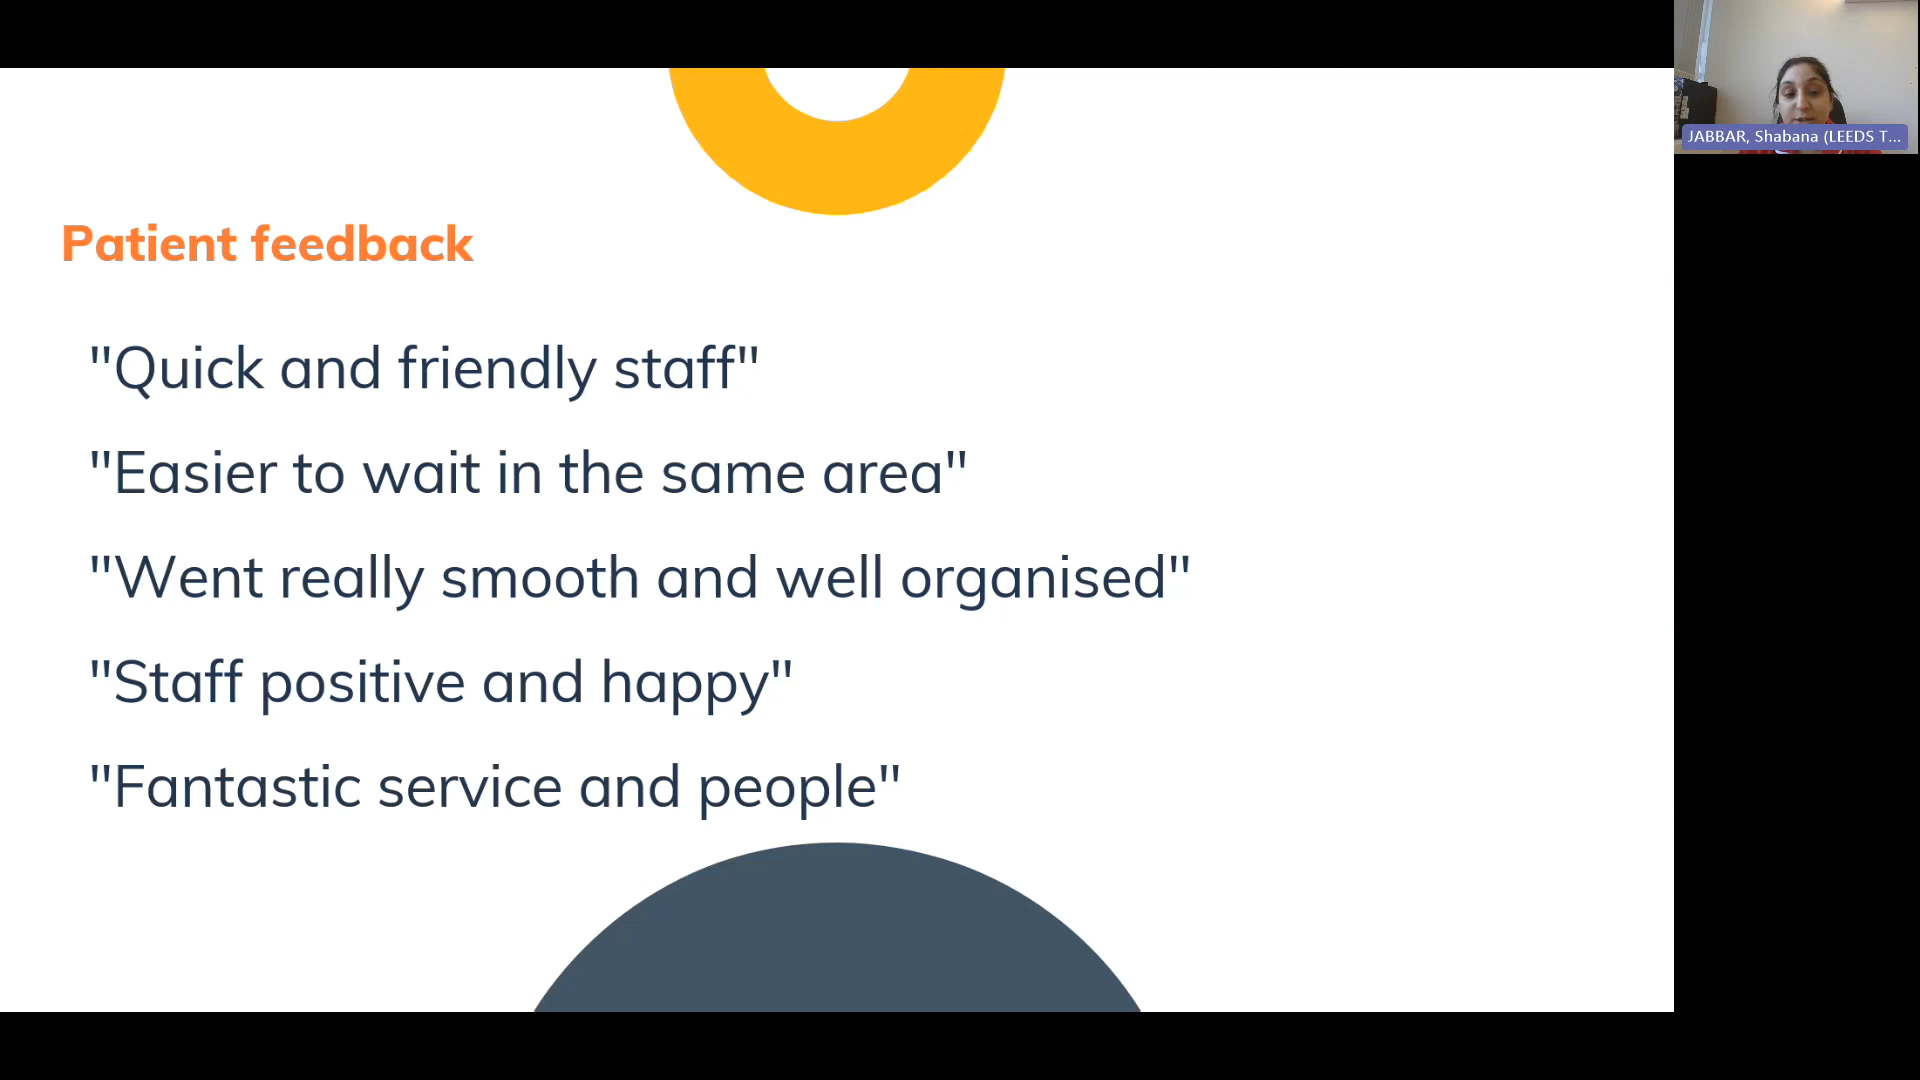 JABBAR, Shabana (LEEDS T...
Patient feedback
"Quick and friendly staff"
"Easier to wait in the same area"
"Went really smooth and well organised"
"Staff positive and happy"
"Fantastic service and people"